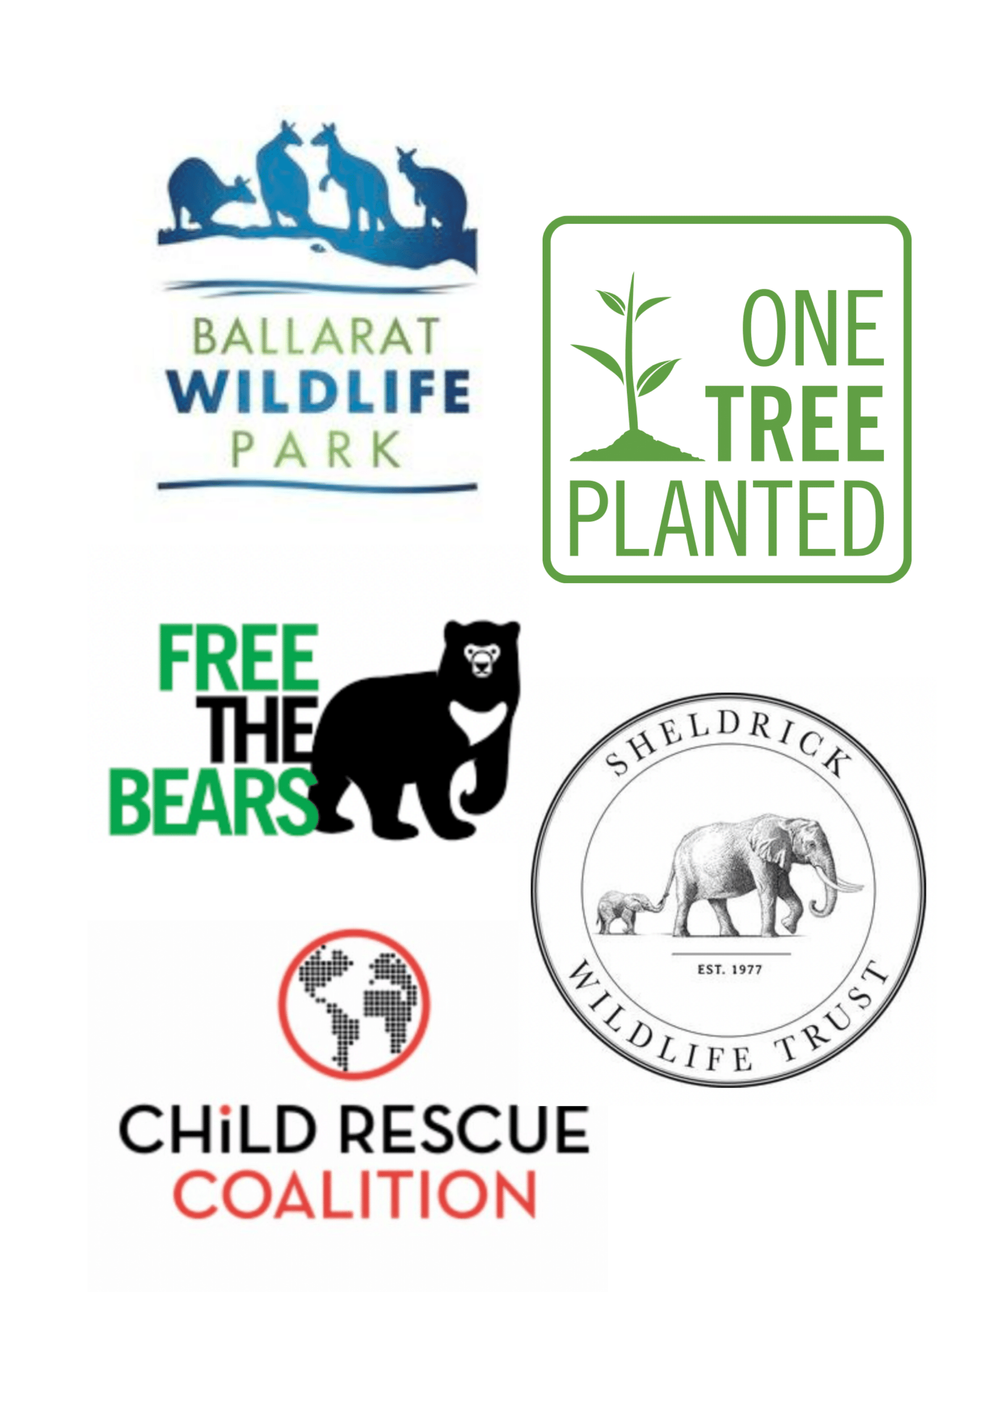 BALLARAT
WILDLIFE
PARK
ONE
TREE
PLANTED
FREE
THE
BEARS
SHELDRICK
EST. 1977
WILDLIFE TRUST
CHiLD RESCUE
COALITION